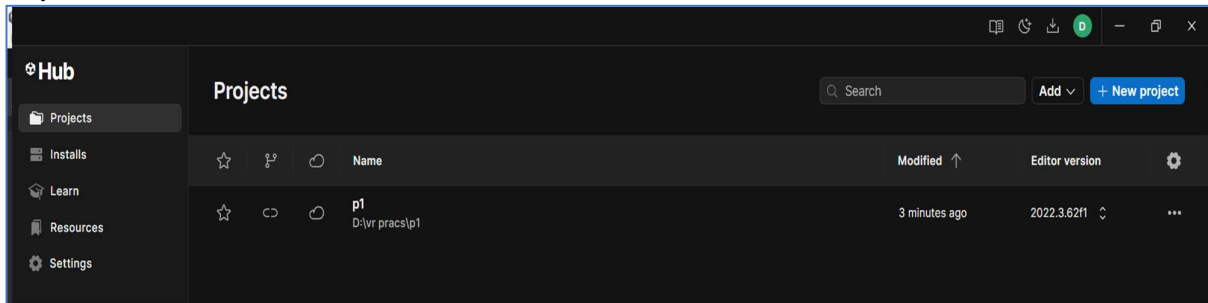 D
Hub
Projects
Installs
Learn
Resources
Settings
Projects
Search
Add
+ New project
Name
Modified ↑
Editor version
p1
D:\vr pracs\p1
3 minutes ago
2022.3.62f1